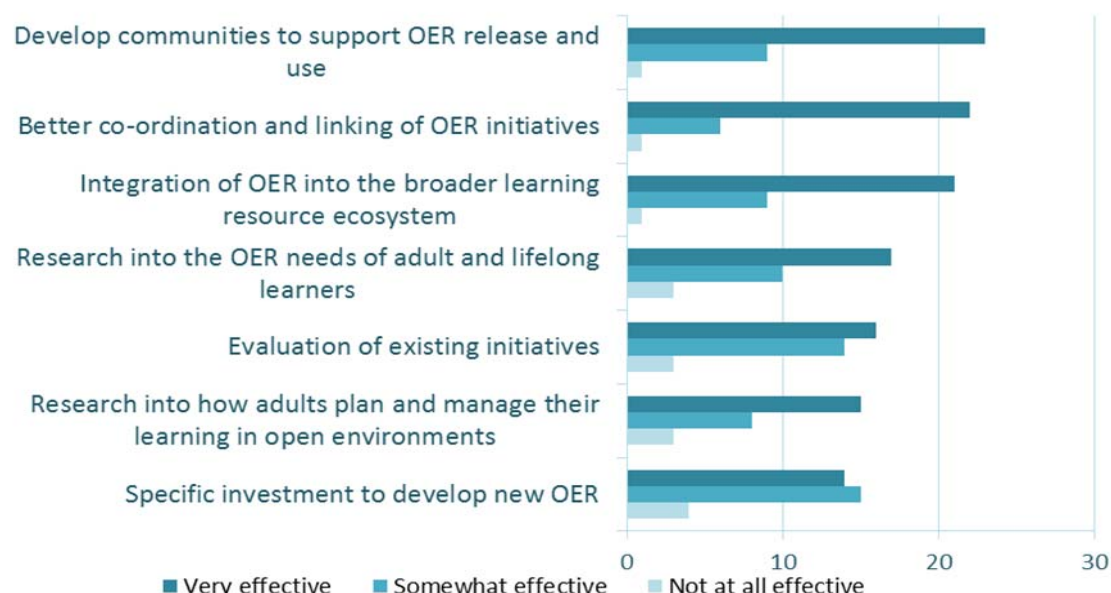 Develop communities to support OER release and
use
Better co-ordination and linking of OER initiatives
Integration of OER into the broader learning
resource ecosystem
Research into the OER needs of adult and lifelong
learners
Evaluation of existing initiatives
Research into how adults plan and manage their
learning in open environments
Specific investment to develop new OER
0 10 20 30
Very effective Somewhat effective Not at all effective